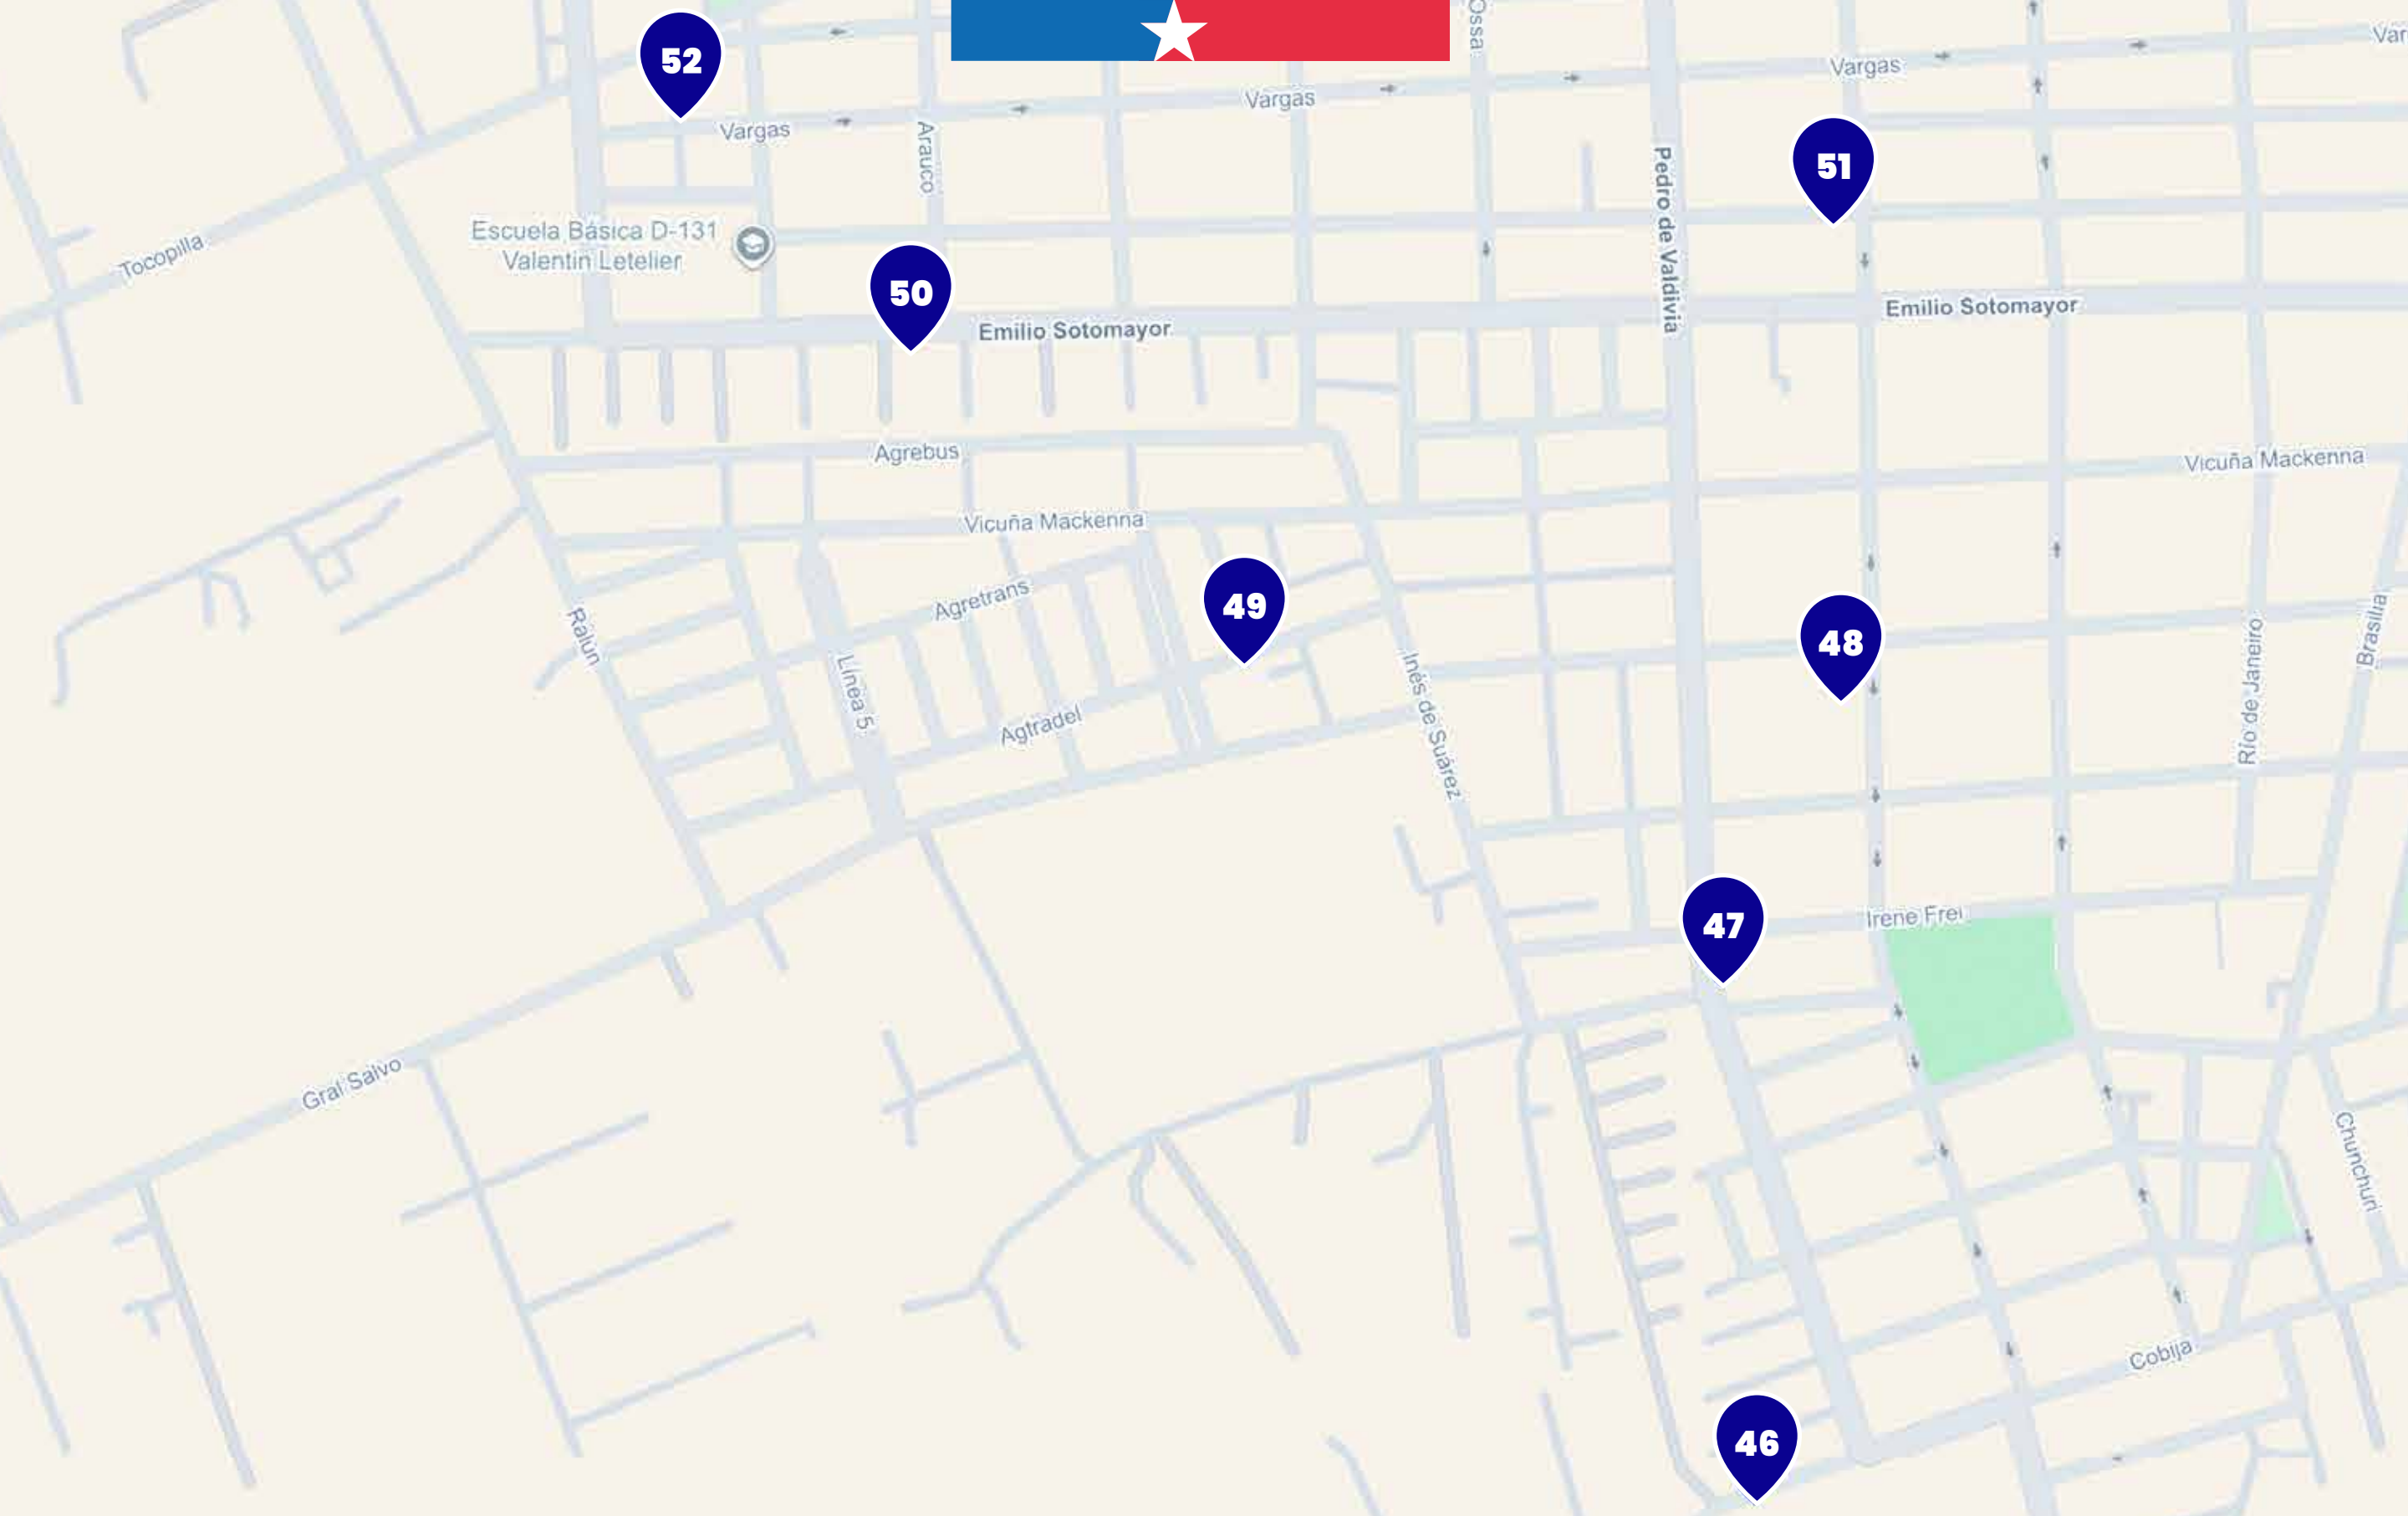 Ossa
Var
52
Vargas
Vargas
Vargas
Arauco
51
Pedro de Valdivia
Escuela Básica D-131
Valentin Letelier
Tocopilla
50
Emilio Sotomayor
Emilio Sotomayor
Agrebus
Vicuña Mackenna
Vicuña Mackenna
Agretrans
49
48
Ralún
Línea 5
Inés de Suárez
Río de Janeiro
Brasilia
Agtradel
47
Irene Frei
Gral Salvo
Chunchuri
Cobija
46